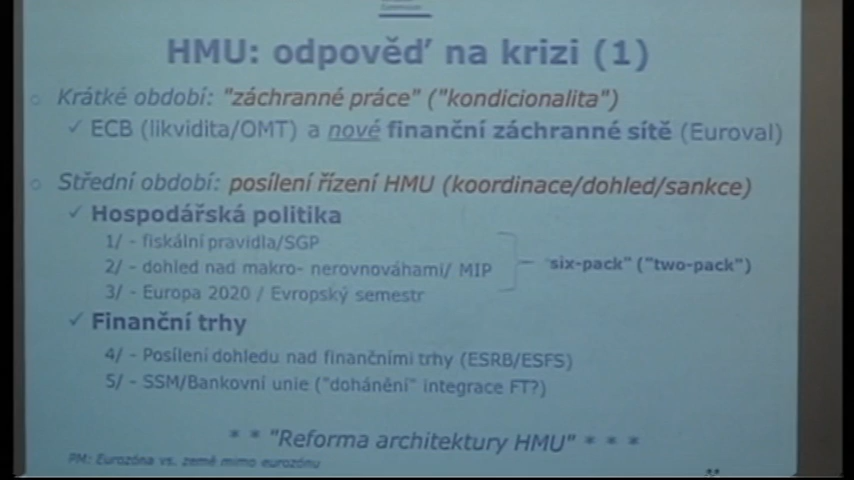 HMU: odpověď na krizi (1)
Krátké období: "záchranné práce" ("kondicionalita")
✓ ECB (likvidita/OMT) a nové finanční záchranné sítě (Euroval)
Střední období: posílení řízení HMU (koordinace/dohled/sankce)
✓ Hospodářská politika
1/ - fiskální pravidla/SGP
2/ - dohled nad makro- nerovnováhami/ MIP
"six-pack" ("two-pack")
3/ - Europa 2020 / Evropský semestr
✓ Finanční trhy
4/ - Posílení dohledu nad finančními trhy (ESRB/ESFS)
5/ - SSM/Bankovní unie ("dohánění" integrace FT?)
* * "Reforma architektury HMU" * * *
PM: Eurozóna vs. země mimo eurozónu